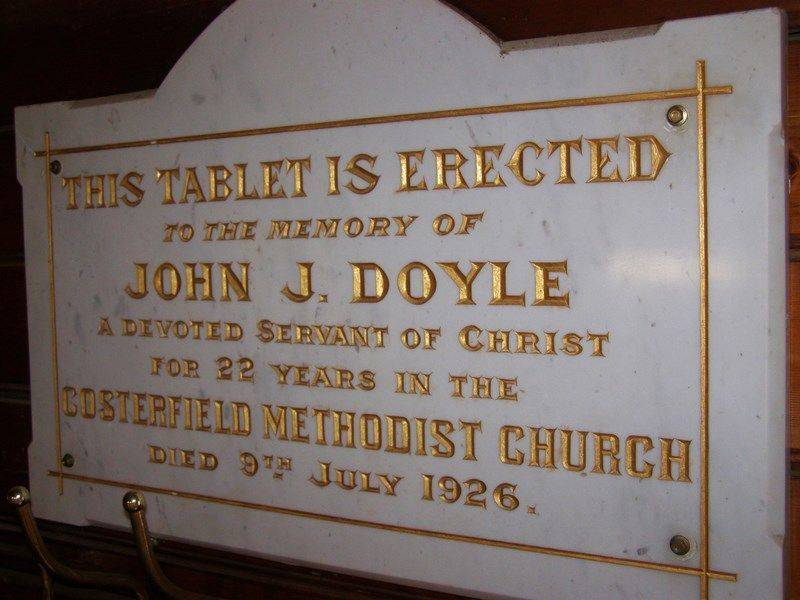 THIS TABLET IS ERECTED
TO THE MEMORY OF
JOHN J. DOYLE
A DEVOTED SERVANT OF CHRIST
FOR 22 YEARS IN THE
COSTERFIELD METHODIST CHURCH
DIED 9TH JULY 1926.